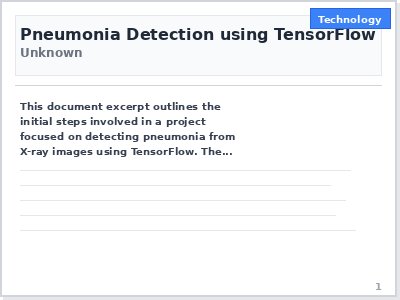 Technology
Pneumonia Detection using TensorFlow
Unknown
This document excerpt outlines the
initial steps involved in a project
focused on detecting pneumonia from
X-ray images using TensorFlow. The...
1